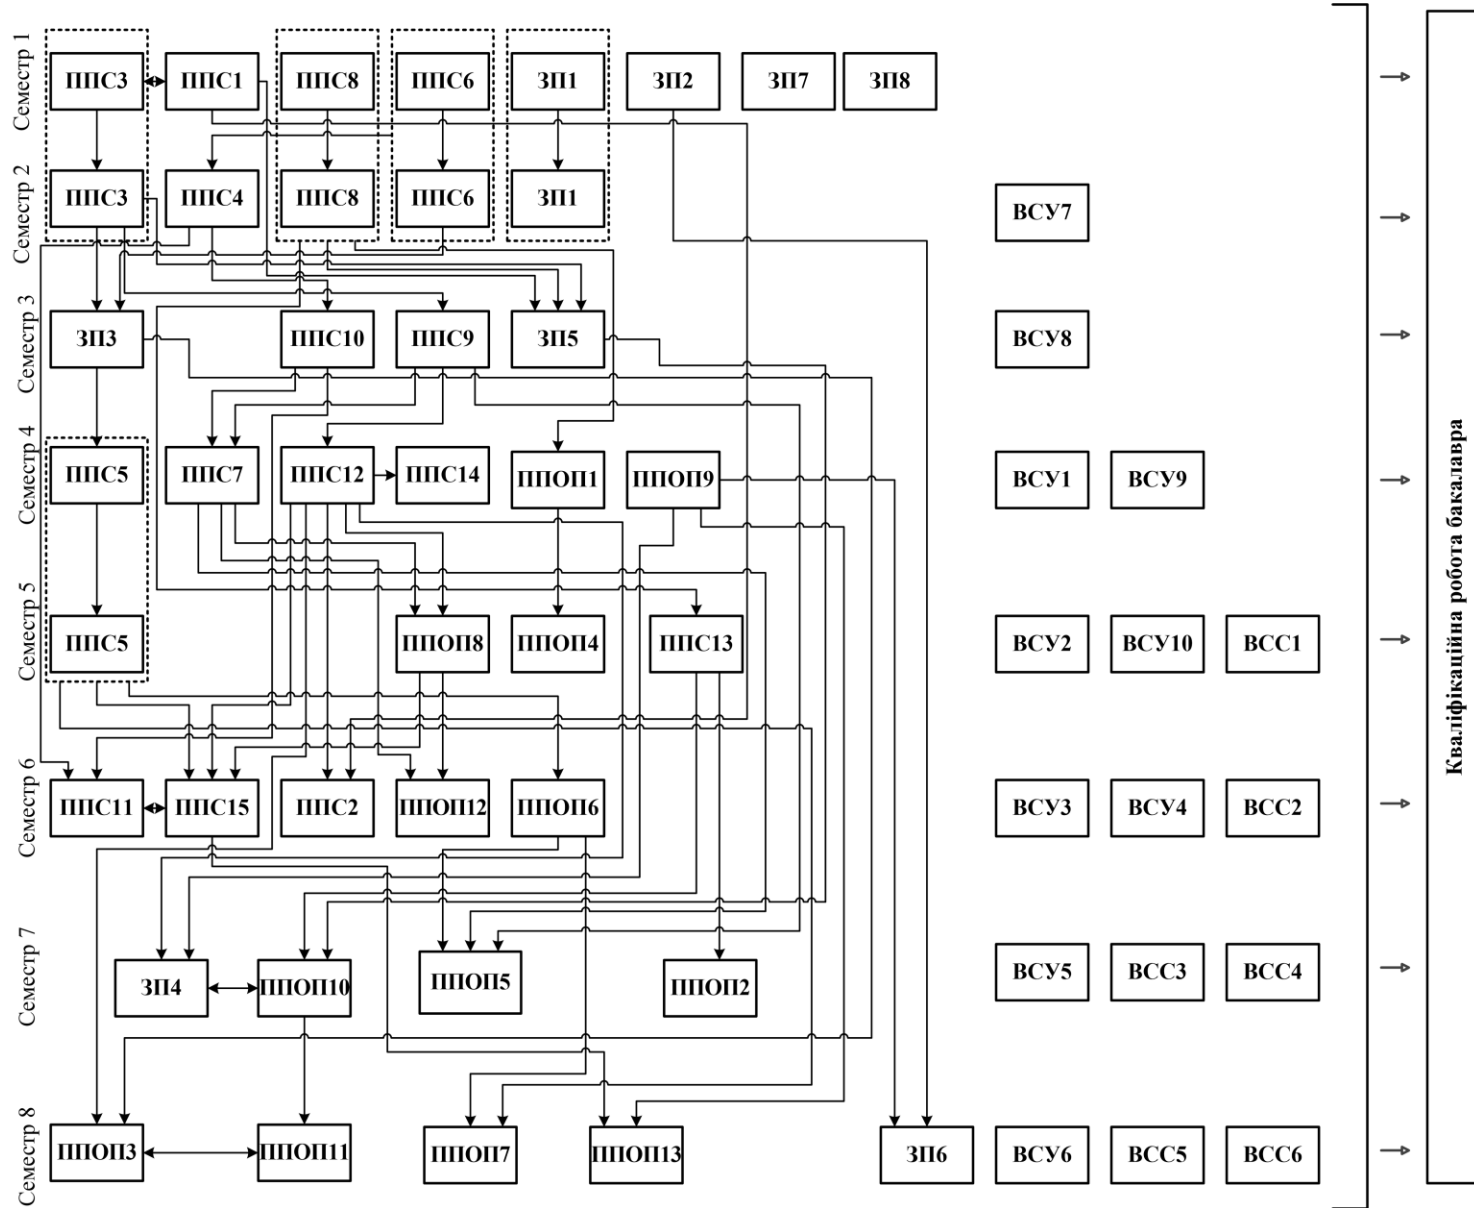 Семестр 1
ППС3 ППС1 ППС8 ППС6 ЗП1 ЗП2 ЗП7 ЗП8
Семестр 2
ППС3 ППС4 ППС8 ППС6 ЗП1 ВСУ7
Семестр 3
ЗП3 ППС10 ППС9 ЗП5 ВСУ8
Семестр 4
ППС5 ППС7 ППС12 ППС14 ППОП1 ППОП9 ВСУ1 ВСУ9
Семестр 5
ППС5 ППОП8 ППОП4 ППС13 ВСУ2 ВСУ10 ВСС1
Семестр 6
ППС11 ППС15 ППС2 ППОП12 ППОП6 ВСУ3 ВСУ4 ВСС2
Семестр 7
ЗП4 ППОП10 ППОП5 ППОП2 ВСУ5 ВСС3 ВСС4
Семестр 8
ППОП3 ППОП11 ППОП7 ППОП13 ЗП6 ВСУ6 ВСС5 ВСС6
Кваліфікаційна робота бакалавра